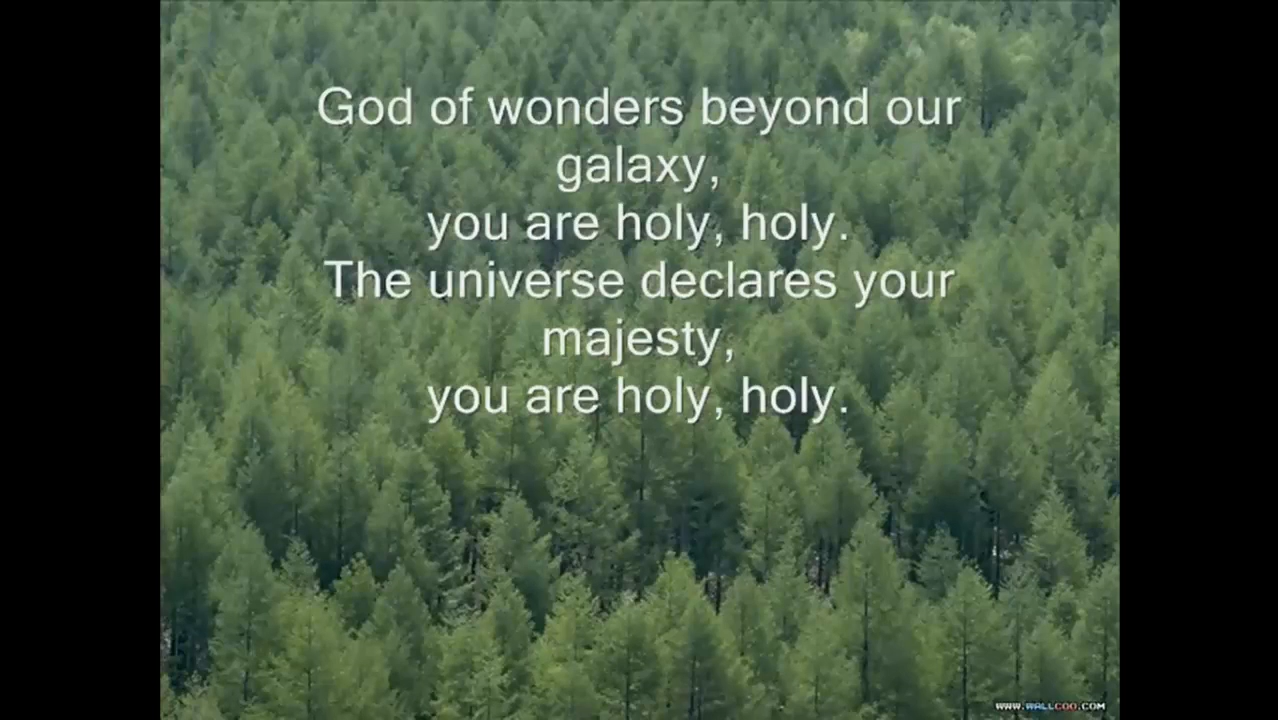 God of wonders beyond our
galaxy,
you are holy, holy.
The universe declares your
majesty,
you are holy, holy.
WWW.WALLCOO.COM